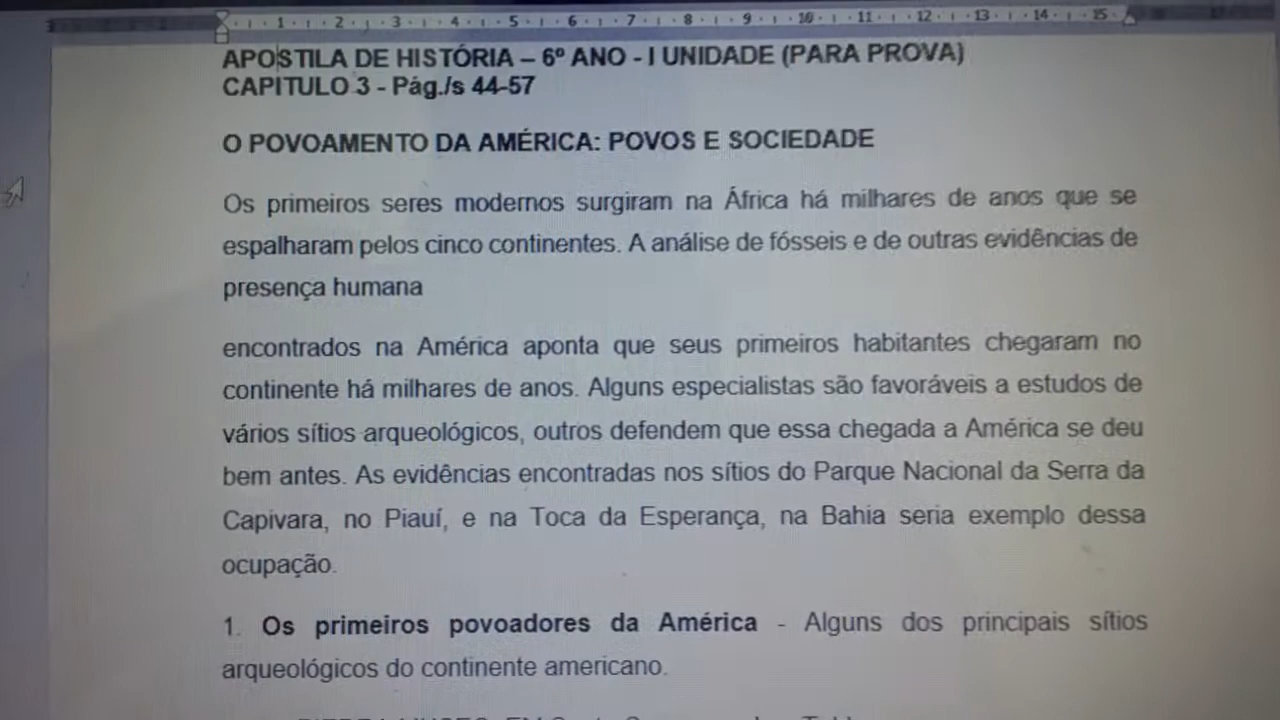 APOSTILA DE HISTÓRIA – 6º ANO - I UNIDADE (PARA PROVA)
CAPITULO 3 - Pág./s 44-57
O POVOAMENTO DA AMÉRICA: POVOS E SOCIEDADE
Os primeiros seres modernos surgiram na África há milhares de anos que se
espalharam pelos cinco continentes. A análise de fósseis e de outras evidências de
presença humana
encontrados na América aponta que seus primeiros habitantes chegaram no
continente há milhares de anos. Alguns especialistas são favoráveis a estudos de
vários sítios arqueológicos, outros defendem que essa chegada a América se deu
bem antes. As evidências encontradas nos sítios do Parque Nacional da Serra da
Capivara, no Piauí, e na Toca da Esperança, na Bahia seria exemplo dessa
ocupação.
1. Os primeiros povoadores da América - Alguns dos principais sítios
arqueológicos do continente americano.